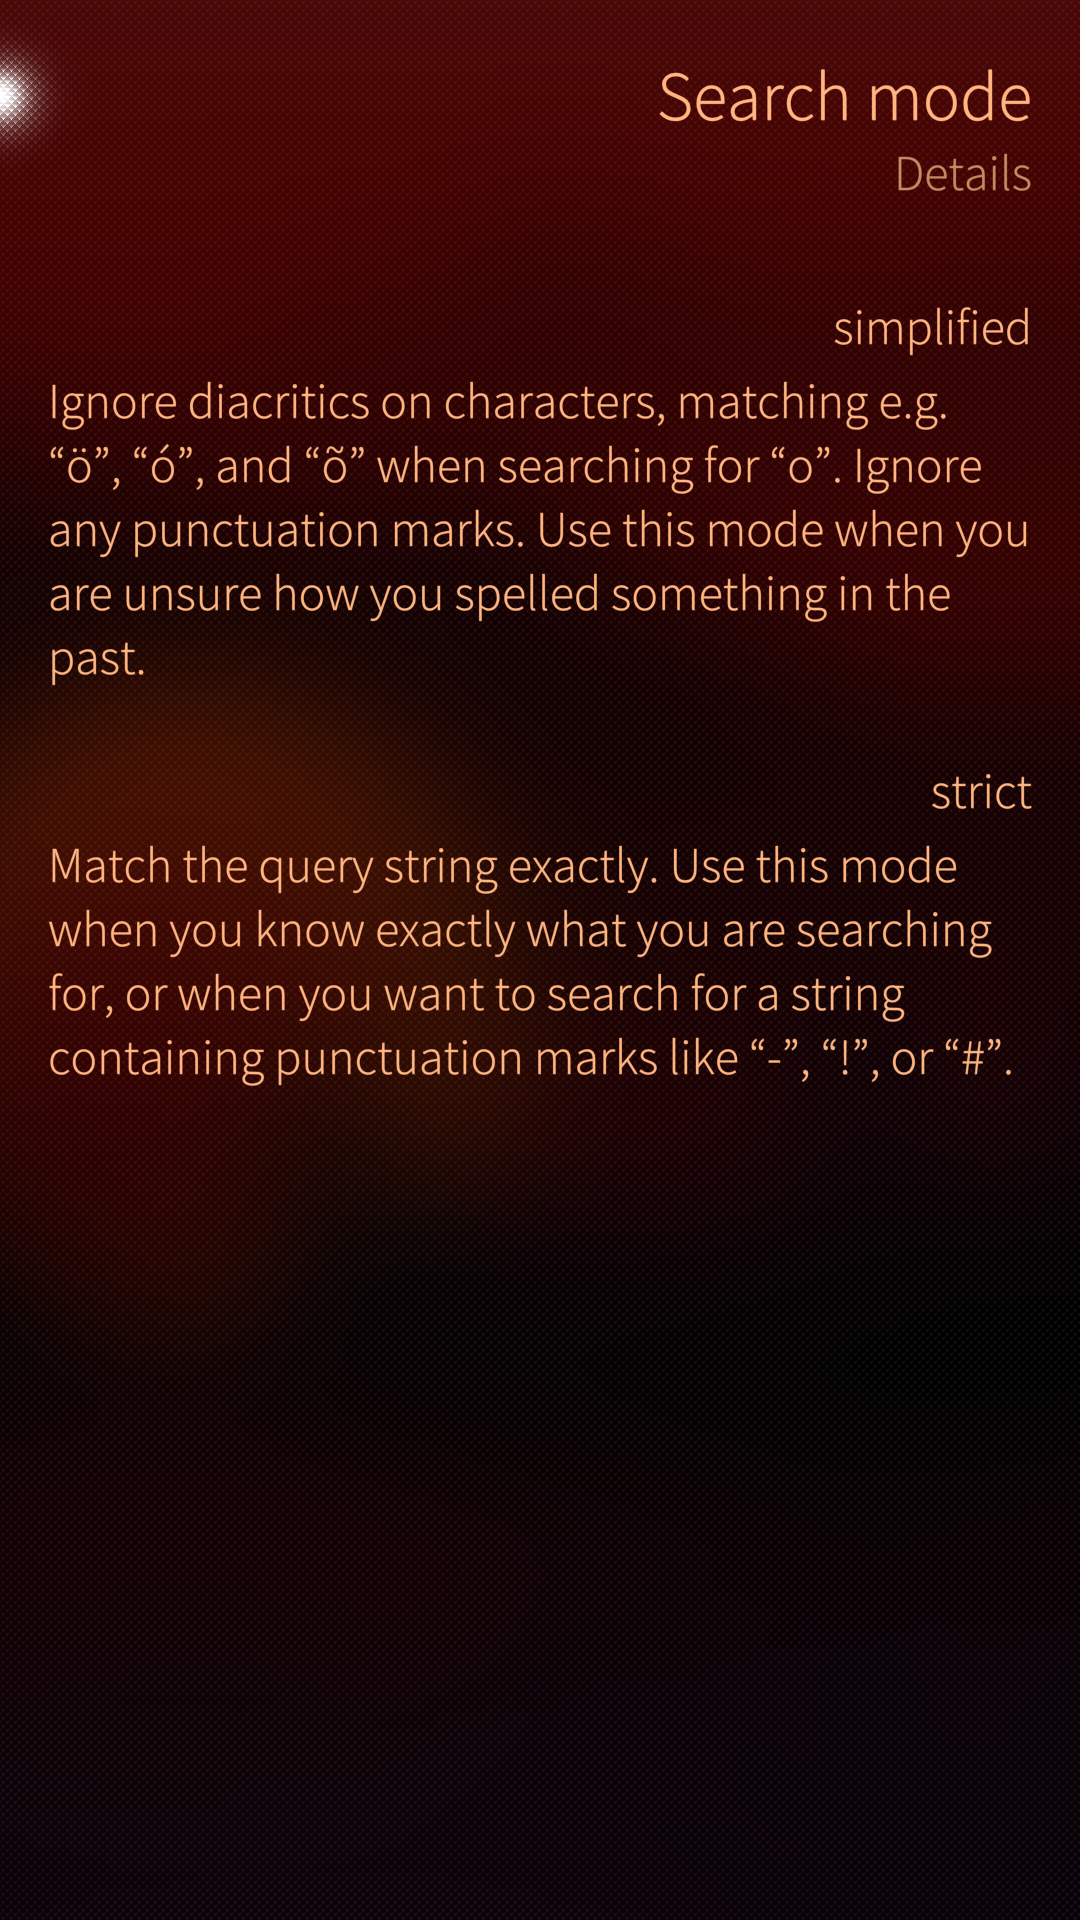 Search mode
Details
simplified
Ignore diacritics on characters, matching e.g.
“ö”, “ó”, and “õ” when searching for “o”. Ignore
any punctuation marks. Use this mode when you
are unsure how you spelled something in the
past.
strict
Match the query string exactly. Use this mode
when you know exactly what you are searching
for, or when you want to search for a string
containing punctuation marks like “-”, “!”, or “#”.